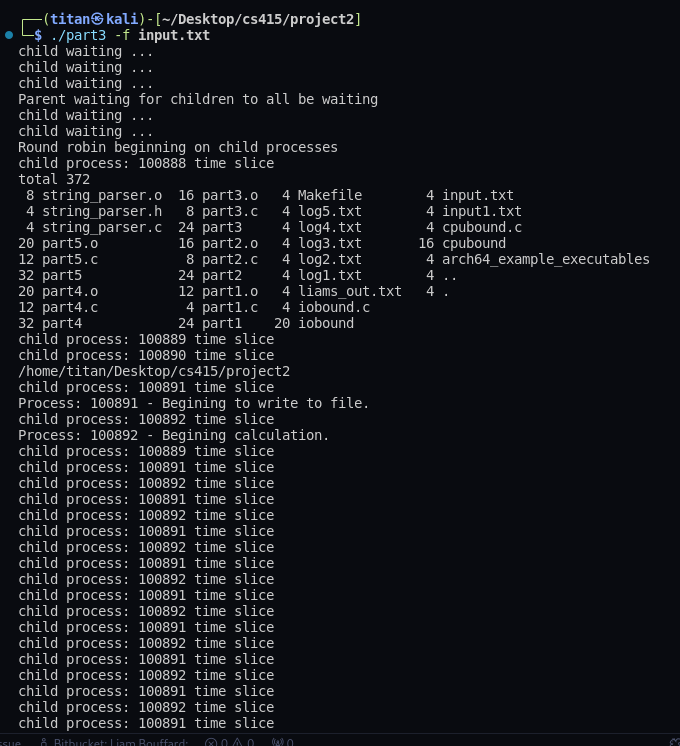 ┌──(titan㉿kali)-[~/Desktop/cs415/project2]
└─$ ./part3 -f input.txt
child waiting ...
child waiting ...
child waiting ...
Parent waiting for children to all be waiting
child waiting ...
child waiting ...
Round robin beginning on child processes
child process: 100888 time slice
total 372
 8 string_parser.o  16 part3.o   4 Makefile        4 input.txt
 4 string_parser.h   8 part3.c   4 log5.txt        4 input1.txt
 4 string_parser.c  24 part3     4 log4.txt        4 cpubound.c
20 part5.o          16 part2.o   4 log3.txt       16 cpubound
12 part5.c           8 part2.c   4 log2.txt        4 arch64_example_executables
32 part5            24 part2     4 log1.txt        4 ..
20 part4.o          12 part1.o   4 liams_out.txt   4 .
12 part4.c           4 part1.c   4 iobound.c
32 part4            24 part1    20 iobound
child process: 100889 time slice
child process: 100890 time slice
/home/titan/Desktop/cs415/project2
child process: 100891 time slice
Process: 100891 - Begining to write to file.
child process: 100892 time slice
Process: 100892 - Begining calculation.
child process: 100889 time slice
child process: 100891 time slice
child process: 100892 time slice
child process: 100891 time slice
child process: 100892 time slice
child process: 100891 time slice
child process: 100892 time slice
child process: 100891 time slice
child process: 100892 time slice
child process: 100891 time slice
child process: 100892 time slice
child process: 100891 time slice
child process: 100892 time slice
child process: 100891 time slice
child process: 100892 time slice
child process: 100891 time slice
child process: 100892 time slice
child process: 100891 time slice
ssue Bitbucket: Liam Bouffard: 0 0 0